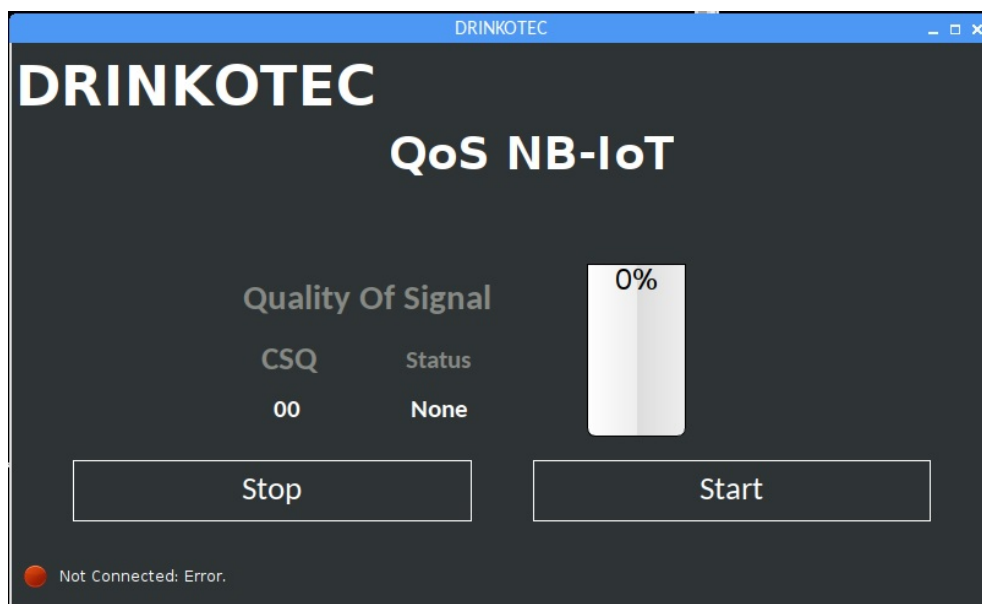 DRINKOTEC
DRINKOTEC
QoS NB-IoT
0%
Quality Of Signal
CSQ Status
00 None
Stop Start
Not Connected: Error.